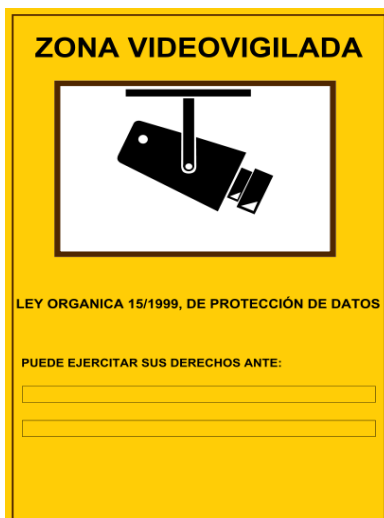 ZONA VIDEOVIGILADA
LEY ORGANICA 15/1999, DE PROTECCIÓN DE DATOS
PUEDE EJERCITAR SUS DERECHOS ANTE: